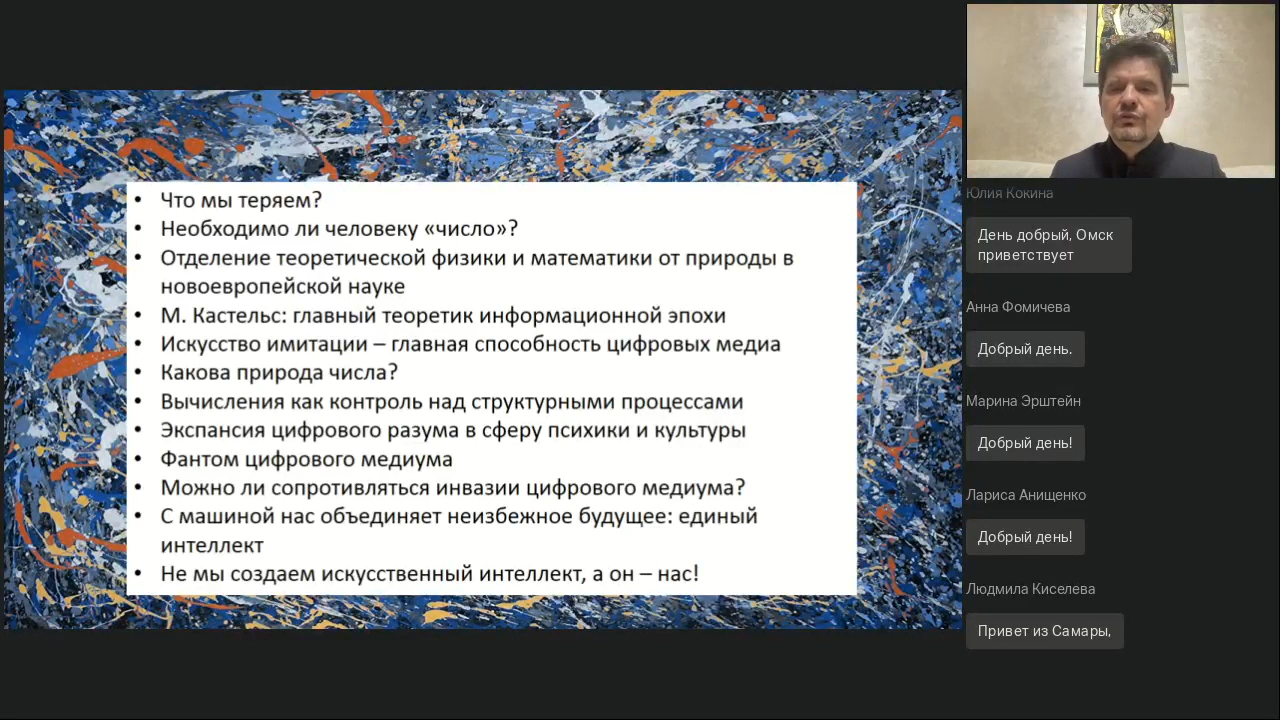 • Что мы теряем?
• Необходимо ли человеку «число»?
• Отделение теоретической физики и математики от природы в
новоевропейской науке
• М. Кастельс: главный теоретик информационной эпохи
• Искусство имитации – главная способность цифровых медиа
• Какова природа числа?
• Вычисления как контроль над структурными процессами
• Экспансия цифрового разума в сферу психики и культуры
• Фантом цифрового медиума
• Можно ли сопротивляться инвазии цифрового медиума?
• С машиной нас объединяет неизбежное будущее: единый
интеллект
• Не мы создаем искусственный интеллект, а он – нас!
Юлия Кокина
День добрый, Омск
приветствует
Анна Фомичева
Добрый день.
Марина Эрштейн
Добрый день!
Лариса Анищенко
Добрый день!
Людмила Киселева
Привет из Самары,